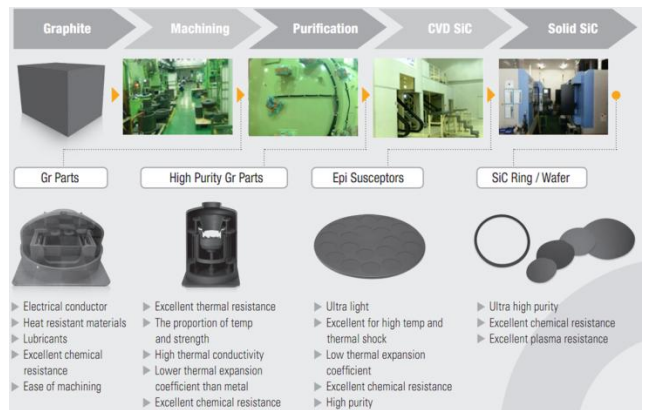 Graphite
Machining
Purification
CVD SiC
Solid SiC
Gr Parts
High Purity Gr Parts
Epi Susceptors
SiC Ring / Wafer
Electrical conductor
Heat resistant materials
Lubricants
Excellent chemical
resistance
Ease of machining
Excellent thermal resistance
The proportion of temp
and strength
High thermal conductivity
Lower thermal expansion
coefficient than metal
Excellent chemical resistance
Ultra light
Excellent for high temp and
thermal shock
Low thermal expansion
coefficient
Excellent chemical resistance
High purity
Ultra high purity
Excellent chemical resistance
Excellent plasma resistance